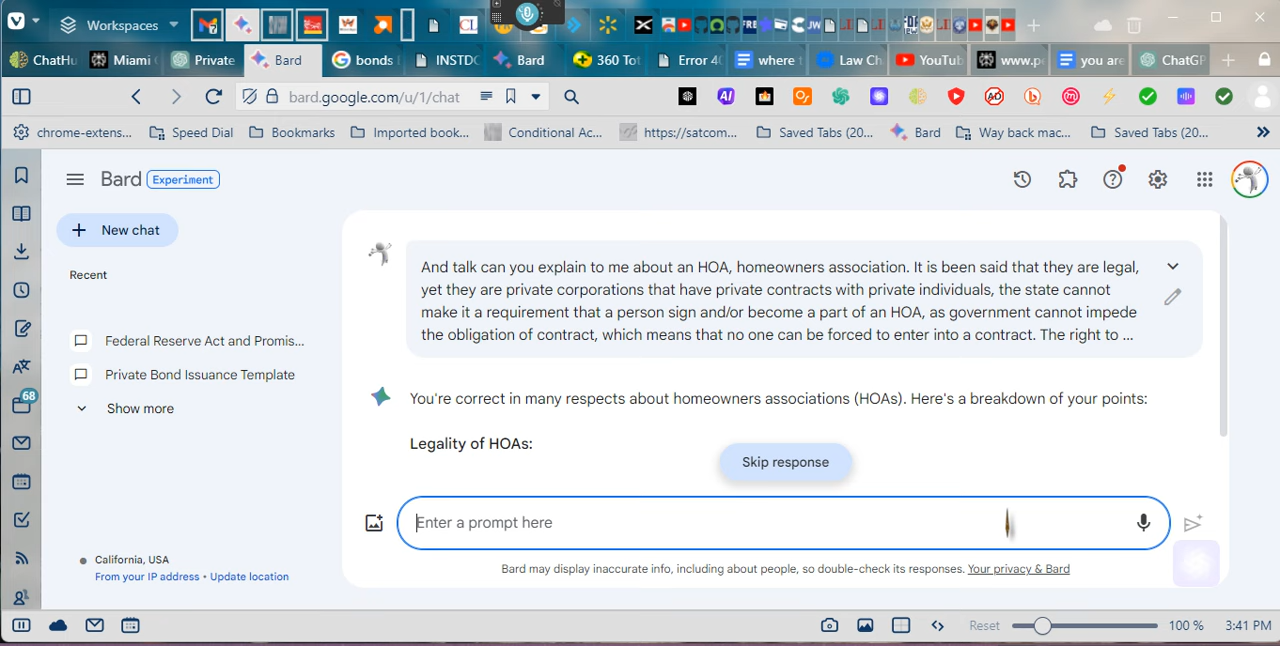 Workspaces
ChatHu
Miami
Private
Bard
bonds
INSTDC
Bard
360 Tot
Error 4
where t
Law Ch
YouTub
www.p
you are
ChatGP
bard.google.com/u/1/chat
chrome-extens...
Speed Dial
Bookmarks
Imported book...
Conditional Ac...
https://satcom...
Saved Tabs (20...
Bard
Way back mac...
Saved Tabs (20...
Bard Experiment
New chat
Recent
Federal Reserve Act and Promis...
Private Bond Issuance Template
Show more
And talk can you explain to me about an HOA, homeowners association. It is been said that they are legal,
yet they are private corporations that have private contracts with private individuals, the state cannot
make it a requirement that a person sign and/or become a part of an HOA, as government cannot impede
the obligation of contract, which means that no one can be forced to enter into a contract. The right to ...
You're correct in many respects about homeowners associations (HOAs). Here's a breakdown of your points:
Legality of HOAs:
Skip response
Enter a prompt here
Bard may display inaccurate info, including about people, so double-check its responses. Your privacy & Bard
California, USA
From your IP address • Update location
68
Reset
100 %
3:41 PM